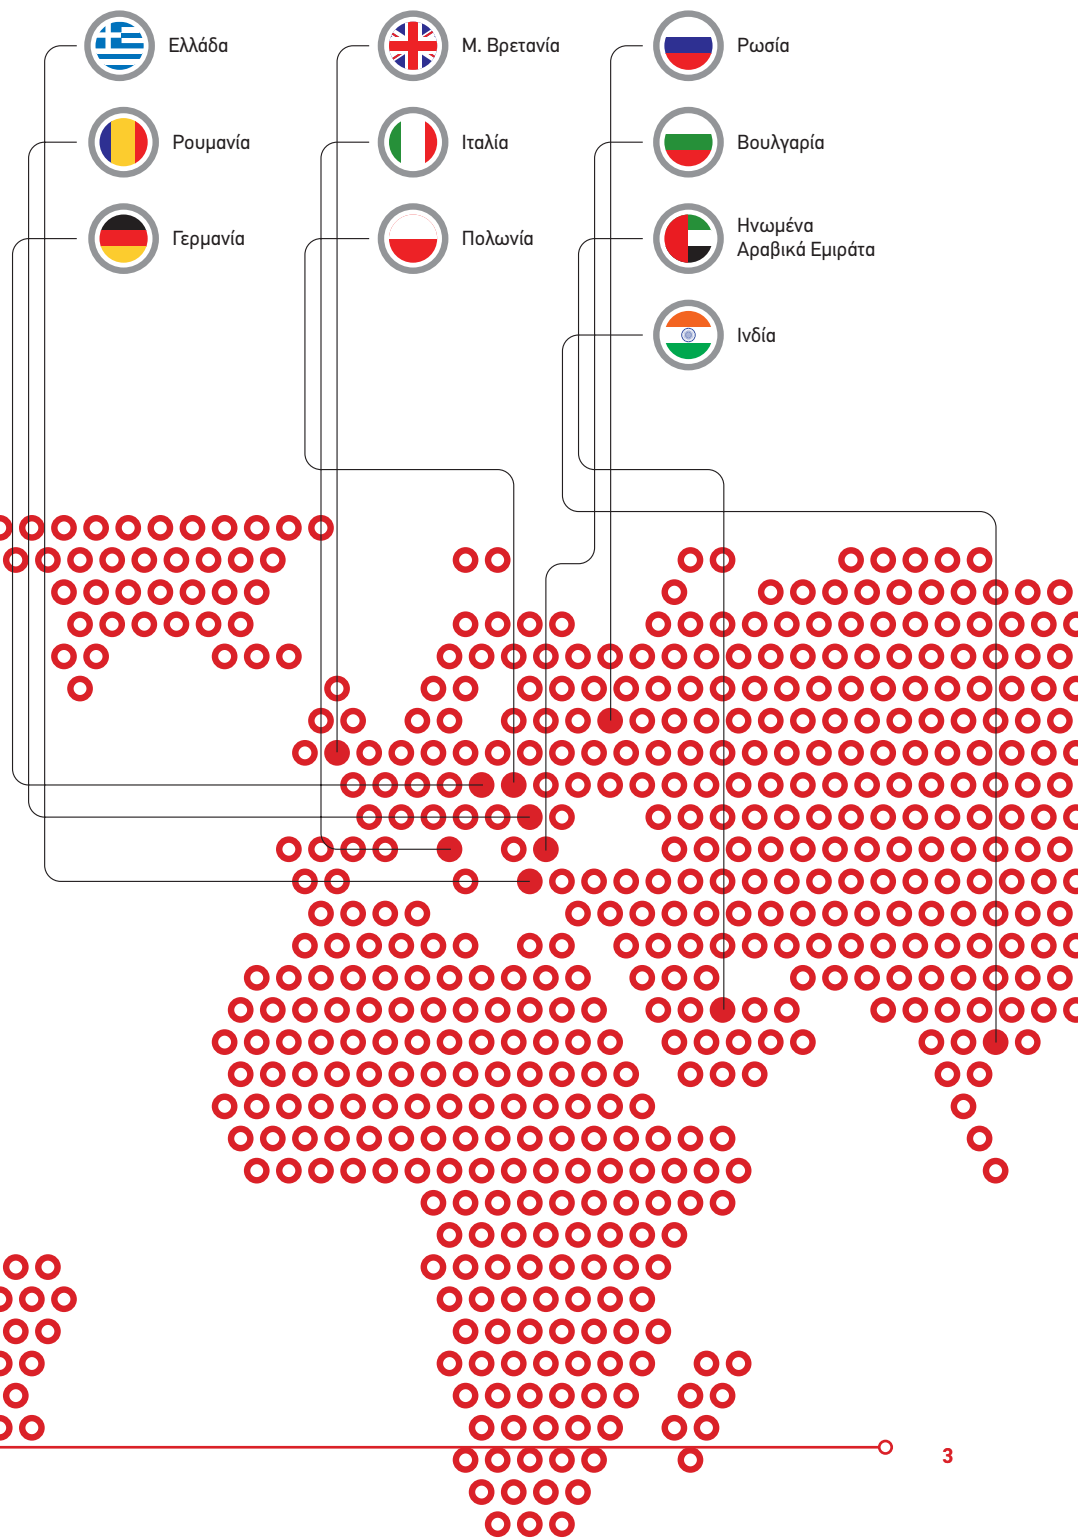 Ελλάδα
Ρουμανία
Γερμανία
Μ. Βρετανία
Ιταλία
Πολωνία
Ρωσία
Βουλγαρία
Ηνωμένα
Αραβικά Εμιράτα
Ινδία
3